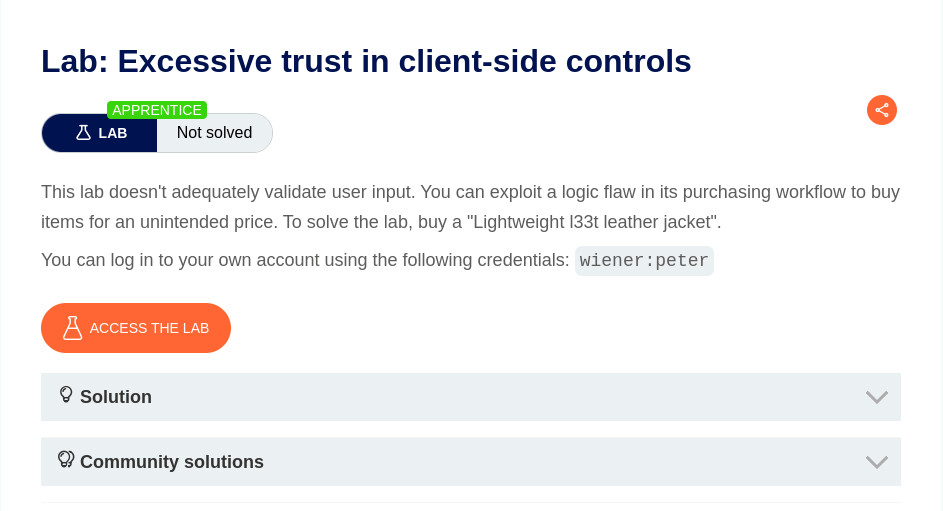 Lab: Excessive trust in client-side controls
APPRENTICE
LAB Not solved
This lab doesn't adequately validate user input. You can exploit a logic flaw in its purchasing workflow to buy
items for an unintended price. To solve the lab, buy a "Lightweight l33t leather jacket".
You can log in to your own account using the following credentials: wiener:peter
ACCESS THE LAB
Solution
Community solutions